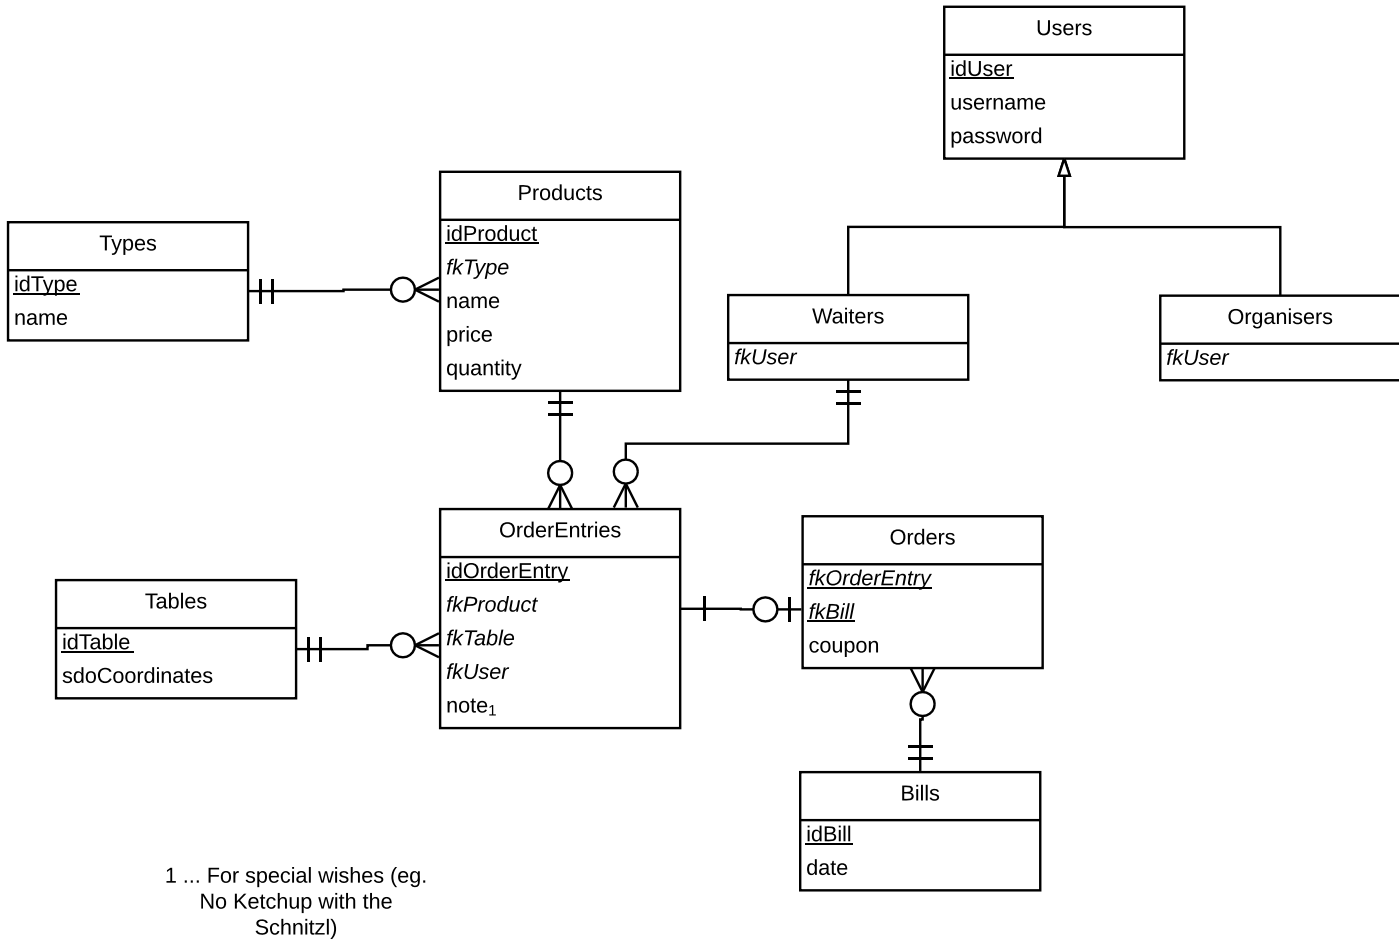 Users
idUser
username
password
Products
idProduct
fkType
name
price
quantity
Types
idType
name
Waiters
fkUser
Organisers
fkUser
OrderEntries
idOrderEntry
fkProduct
fkTable
fkUser
note1
Orders
fkOrderEntry
fkBill
coupon
Tables
idTable
sdoCoordinates
Bills
idBill
date
1 ... For special wishes (eg.
No Ketchup with the
Schnitzl)